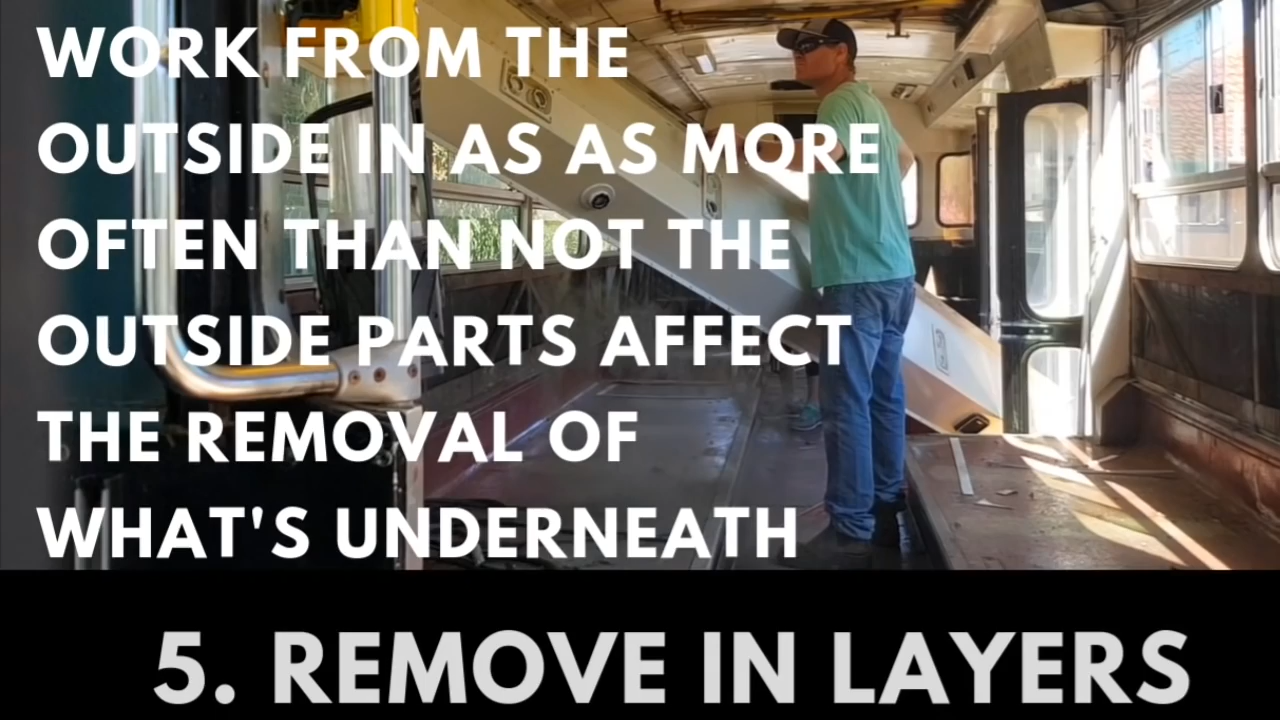 WORK FROM THE
OUTSIDE IN AS AS MORE
OFTEN THAN NOT THE
OUTSIDE PARTS AFFECT
THE REMOVAL OF
WHAT'S UNDERNEATH
5. REMOVE IN LAYERS